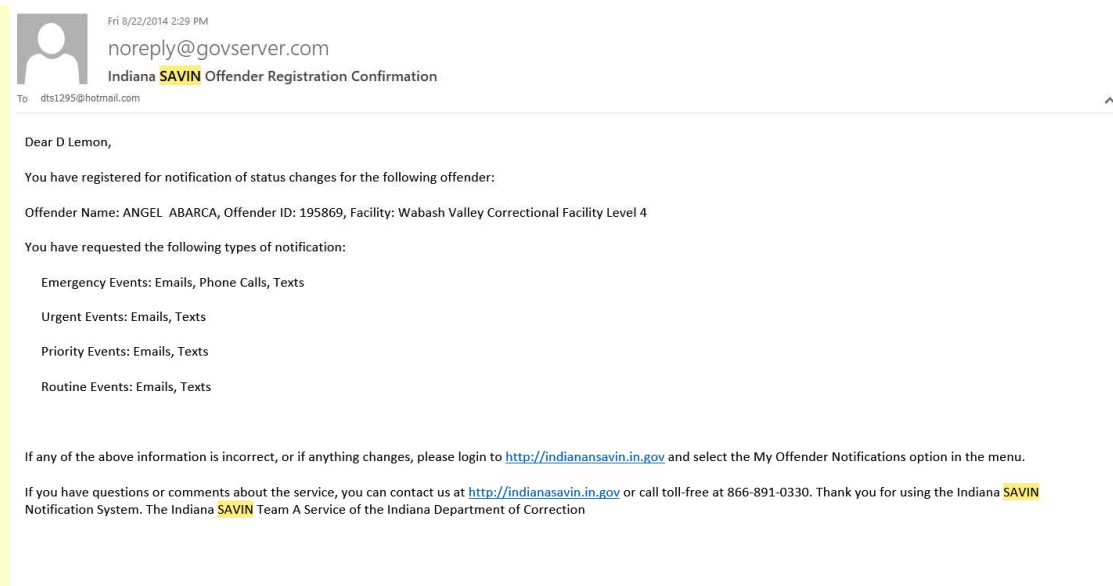 Fri 8/22/2014 2:29 PM
noreply@govserver.com
Indiana SAVIN Offender Registration Confirmation
To dts1295@hotmail.com
Dear D Lemon,
You have registered for notification of status changes for the following offender:
Offender Name: ANGEL  ABARCA, Offender ID: 195869, Facility: Wabash Valley Correctional Facility Level 4
You have requested the following types of notification:
Emergency Events: Emails, Phone Calls, Texts
Urgent Events: Emails, Texts
Priority Events: Emails, Texts
Routine Events: Emails, Texts
If any of the above information is incorrect, or if anything changes, please login to http://indianansavin.in.gov and select the My Offender Notifications option in the menu.
If you have questions or comments about the service, you can contact us at http://indianasavin.in.gov or call toll-free at 866-891-0330. Thank you for using the Indiana SAVIN
Notification System. The Indiana SAVIN Team A Service of the Indiana Department of Correction